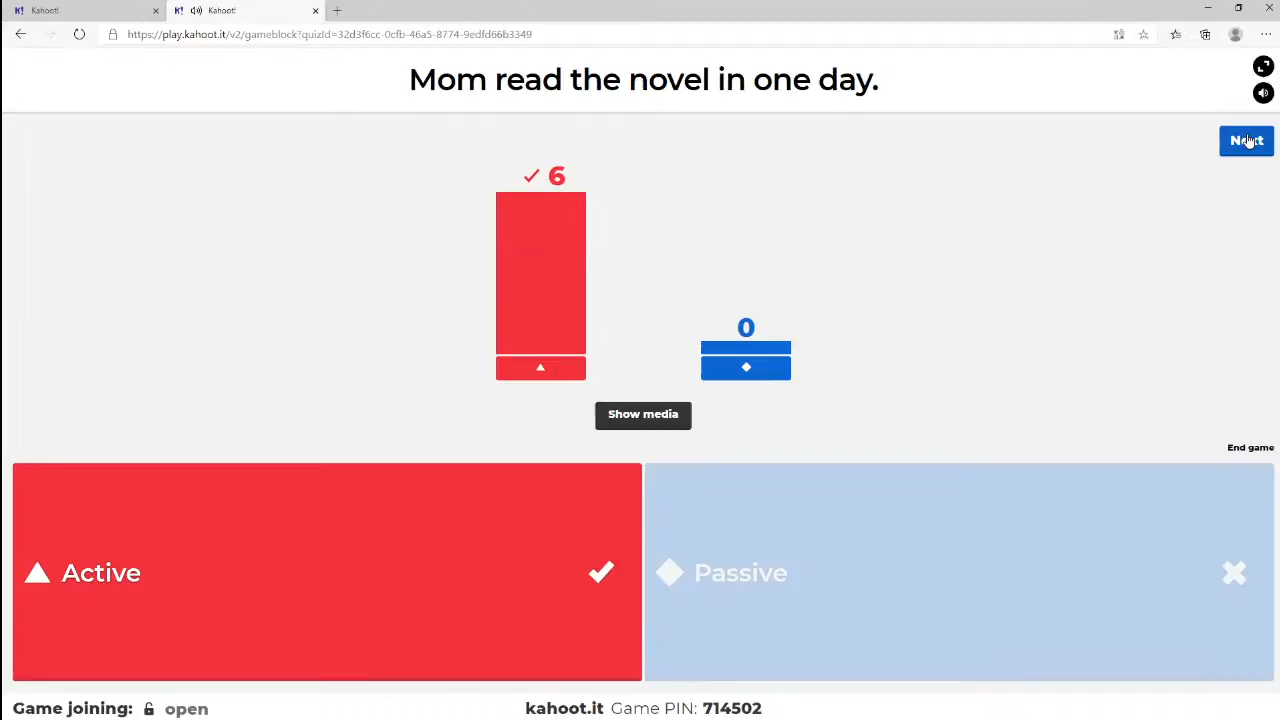 K! Kahoot!
K! Kahoot!
https://play.kahoot.it/v2/gameblock?quizId=32d3f6cc-0cfb-46a5-8774-9edfd66b3349
Mom read the novel in one day.
Next
6
0
Show media
End game
Active
Passive
Game joining: open
kahoot.it Game PIN: 714502